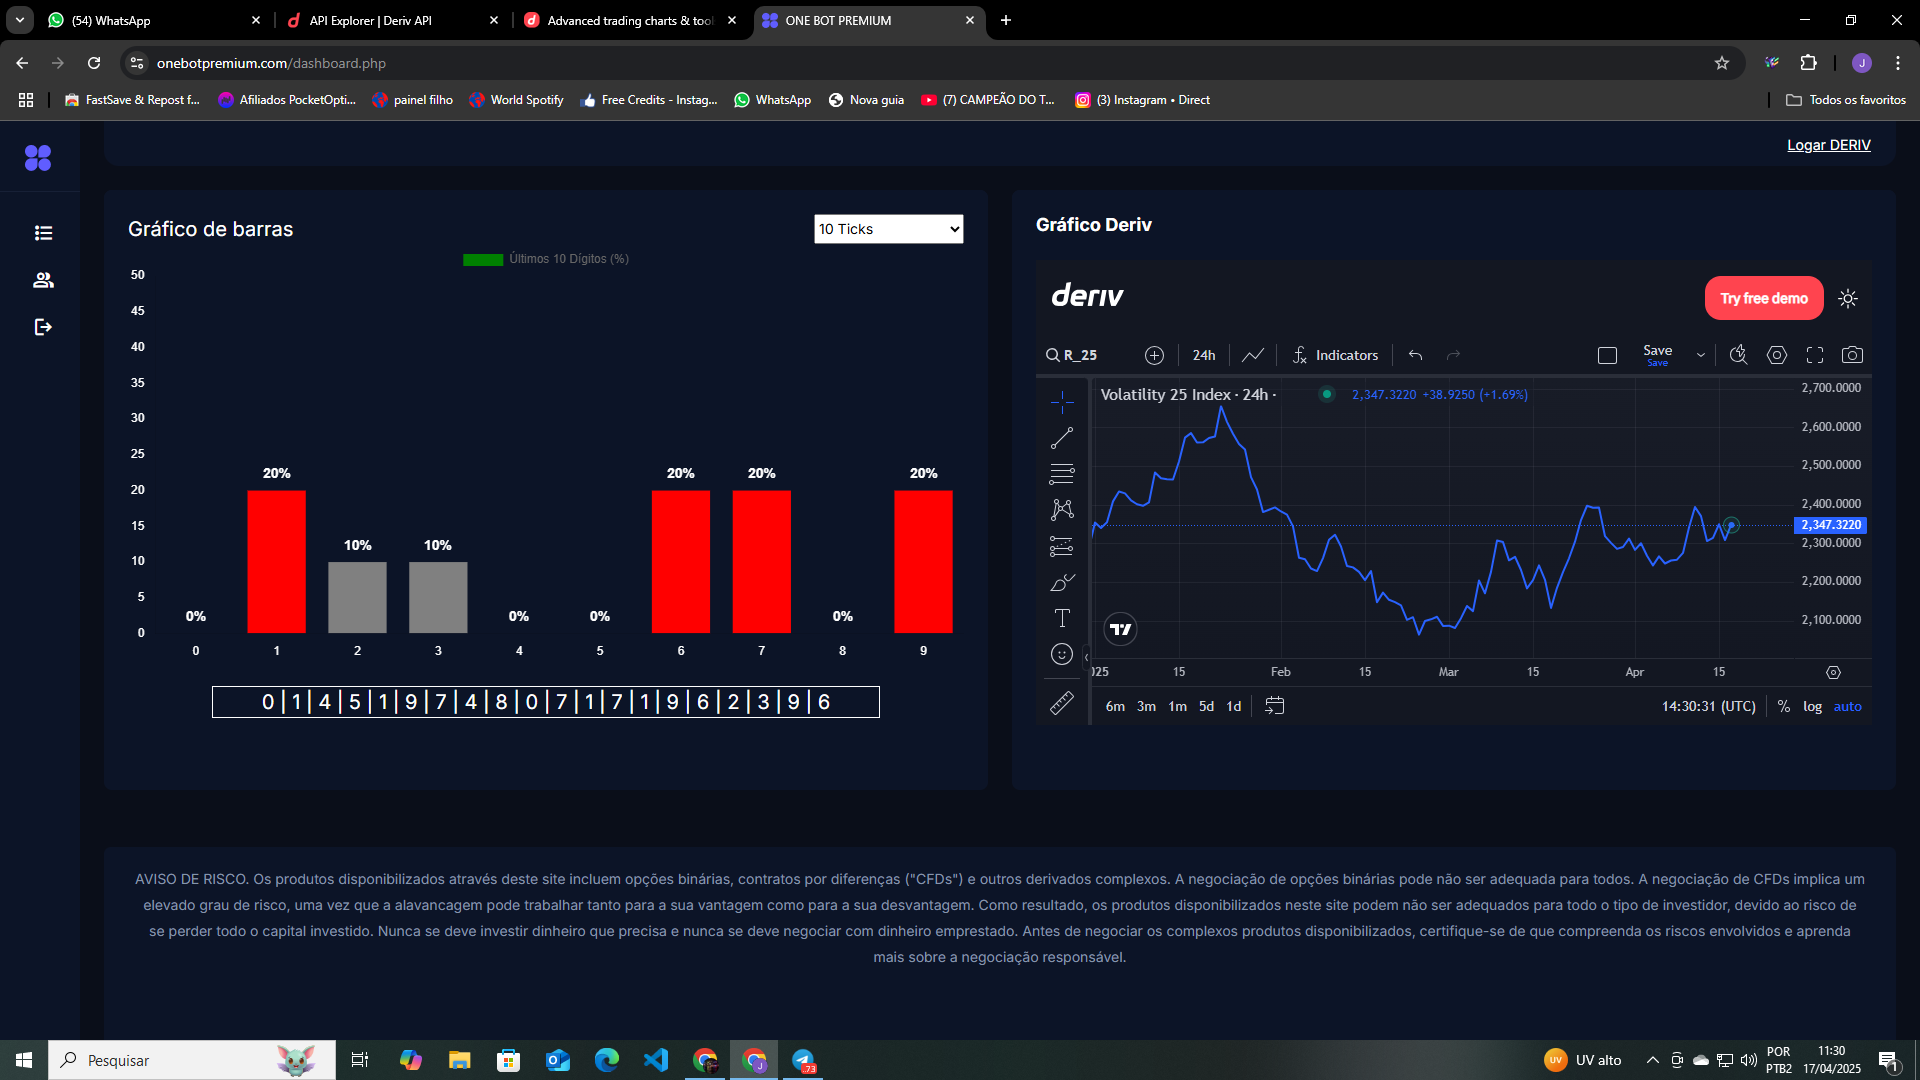 (54) WhatsApp
API Explorer | Deriv API
Advanced trading charts & tool
ONE BOT PREMIUM
onebotpremium.com/dashboard.php
J
FastSave & Repost f...
Afiliados PocketOpti...
painel filho
World Spotify
Free Credits - Instag...
WhatsApp
Nova guia
(7) CAMPEÃO DO T...
(3) Instagram • Direct
Todos os favoritos
Logar DERIV
Gráfico de barras
10 Ticks
Últimos 10 Dígitos (%)
50
45
40
35
30
25
20
15
10
5
0
0%
20%
10%
10%
0%
0%
20%
20%
0%
20%
0
1
2
3
4
5
6
7
8
9
0|1|4|5|1|9|7|4|8|0|7|1|7|1|9|6|2|3|9|6
Gráfico Deriv
deriv
Try free demo
R_25
24h
Indicators
Save
Save
Volatility 25 Index · 24h ·
2,347.3220 +38.9250 (+1.69%)
2,700.0000
2,600.0000
2,500.0000
2,400.0000
2,347.3220
2,300.0000
2,200.0000
2,100.0000
025
15
Feb
15
Mar
15
Apr
15
6m
3m
1m
5d
1d
14:30:31 (UTC)
%
log
auto
AVISO DE RISCO. Os produtos disponibilizados através deste site incluem opções binárias, contratos por diferenças ("CFDs") e outros derivados complexos. A negociação de opções binárias pode não ser adequada para todos. A negociação de CFDs implica um
elevado grau de risco, uma vez que a alavancagem pode trabalhar tanto para a sua vantagem como para a sua desvantagem. Como resultado, os produtos disponibilizados neste site podem não ser adequados para todo o tipo de investidor, devido ao risco de
se perder todo o capital investido. Nunca se deve investir dinheiro que precisa e nunca se deve negociar com dinheiro emprestado. Antes de negociar os complexos produtos disponibilizados, certifique-se de que compreenda os riscos envolvidos e aprenda
mais sobre a negociação responsável.
Pesquisar
J
73
UV
UV alto
POR
PTB2
11:30
17/04/2025
1